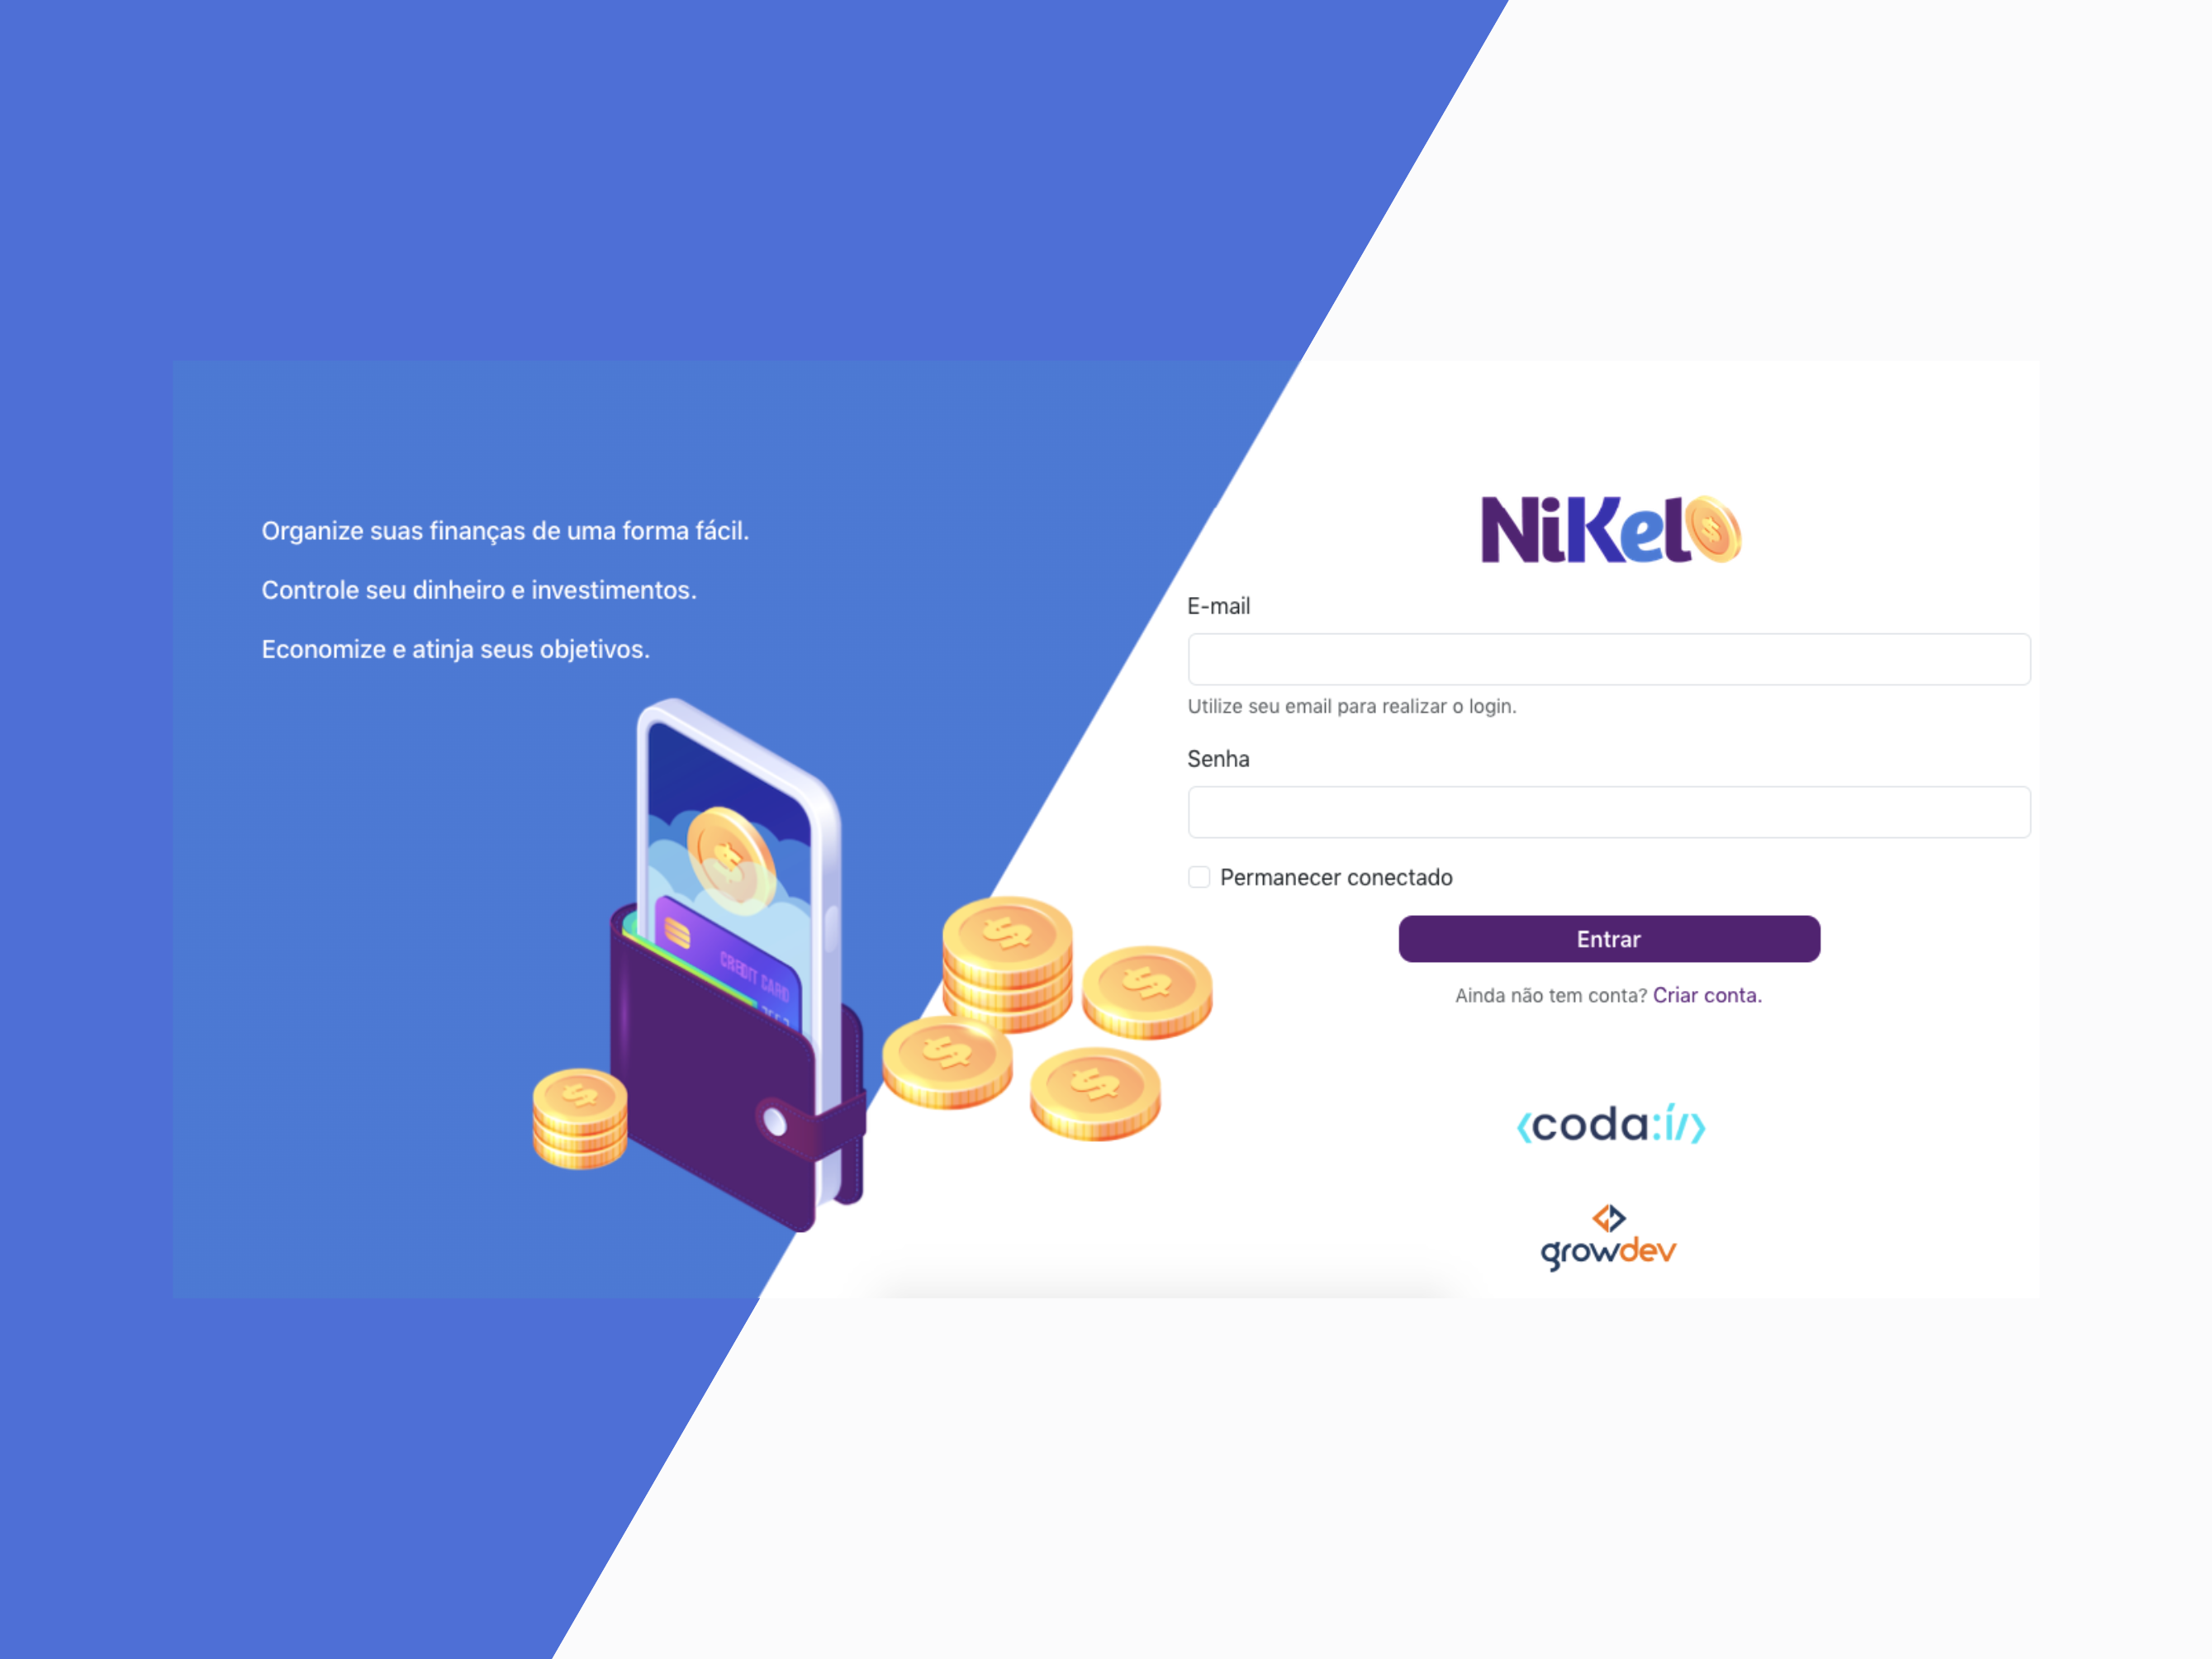 Organize suas finanças de uma forma fácil.
Controle seu dinheiro e investimentos.
Economize e atinja seus objetivos.
CREDIT CARD
NiKel
E-mail
Utilize seu email para realizar o login.
Senha
Permanecer conectado
Entrar
Ainda não tem conta? Criar conta.
‹coda:í/›
growdev